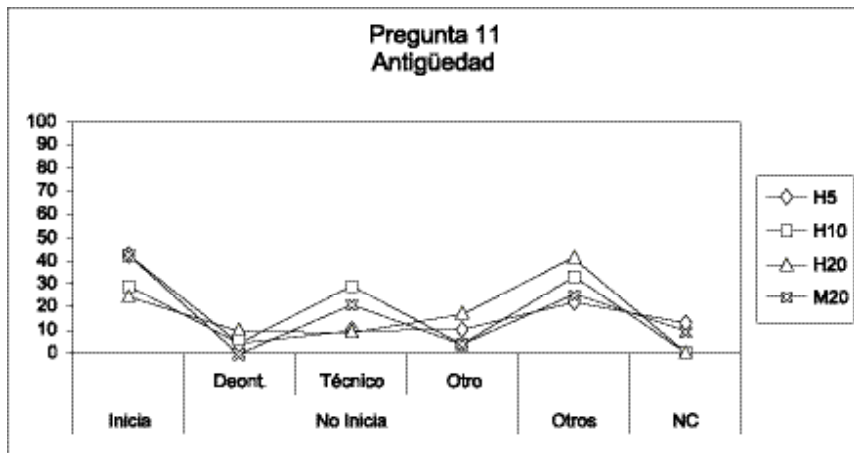 Pregunta 11
Antigüedad
100
90
80
70
60
50
40
30
20
10
0
Deont. Técnico Otro
Inicia No Inicia Otros NC
H5
H10
H20
M20